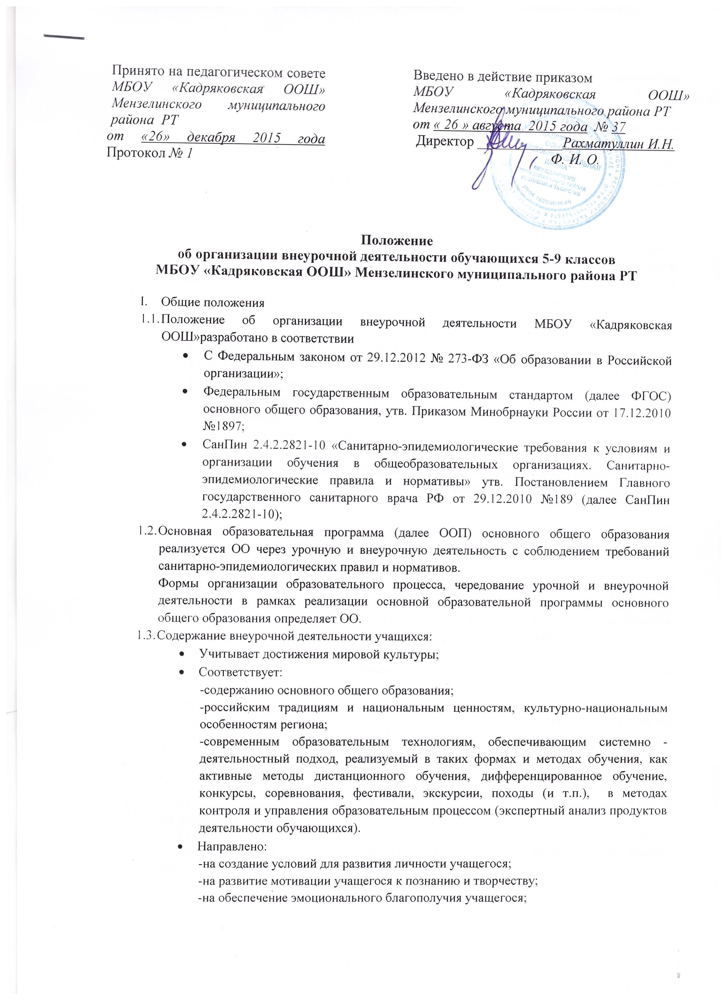 Принято на педагогическом совете
МБОУ «Кадряковская ООШ»
Мензелинского муниципального
района РТ
от «26» декабря 2015 года
Протокол № 1
Введено в действие приказом
МБОУ «Кадряковская ООШ»
Мензелинского муниципального района РТ
от « 26 » августа 2015 года № 37
Директор Рахматуллин И.Н.
Ф. И. О.
ОБЩЕОБРАЗОВАТЕЛЬНАЯ
ШКОЛА"
МЕНЗЕЛИНСКОГО
МУНИЦИПАЛЬНОГО РАЙОНА
РЕСПУБЛИКИ ТАТАРСТАН
ИНН 1628004640
Положение
об организации внеурочной деятельности обучающихся 5-9 классов
МБОУ «Кадряковская ООШ» Мензелинского муниципального района РТ
I. Общие положения
1.1.Положение об организации внеурочной деятельности МБОУ «Кадряковская
ООШ»разработано в соответствии
• С Федеральным законом от 29.12.2012 № 273-ФЗ «Об образовании в Российской
организации»;
• Федеральным государственным образовательным стандартом (далее ФГОС)
основного общего образования, утв. Приказом Минобрнауки России от 17.12.2010
№1897;
• СанПин 2.4.2.2821-10 «Санитарно-эпидемиологические требования к условиям и
организации обучения в общеобразовательных организациях. Санитарно-
эпидемиологические правила и нормативы» утв. Постановлением Главного
государственного санитарного врача РФ от 29.12.2010 №189 (далее СанПин
2.4.2.2821-10);
1.2.Основная образовательная программа (далее ООП) основного общего образования
реализуется ОО через урочную и внеурочную деятельность с соблюдением требований
санитарно-эпидемиологических правил и нормативов.
Формы организации образовательного процесса, чередование урочной и внеурочной
деятельности в рамках реализации основной образовательной программы основного
общего образования определяет ОО.
1.3.Содержание внеурочной деятельности учащихся:
• Учитывает достижения мировой культуры;
• Соответствует:
-содержанию основного общего образования;
-российским традициям и национальным ценностям, культурно-национальным
особенностям региона;
-современным образовательным технологиям, обеспечивающим системно -
деятельностный подход, реализуемый в таких формах и методах обучения, как
активные методы дистанционного обучения, дифференцированное обучение,
конкурсы, соревнования, фестивали, экскурсии, походы (и т.п.), в методах
контроля и управления образовательным процессом (экспертный анализ продуктов
деятельности обучающихся).
• Направлено:
-на создание условий для развития личности учащегося;
-на развитие мотивации учащегося к познанию и творчеству;
-на обеспечение эмоционального благополучия учащегося;